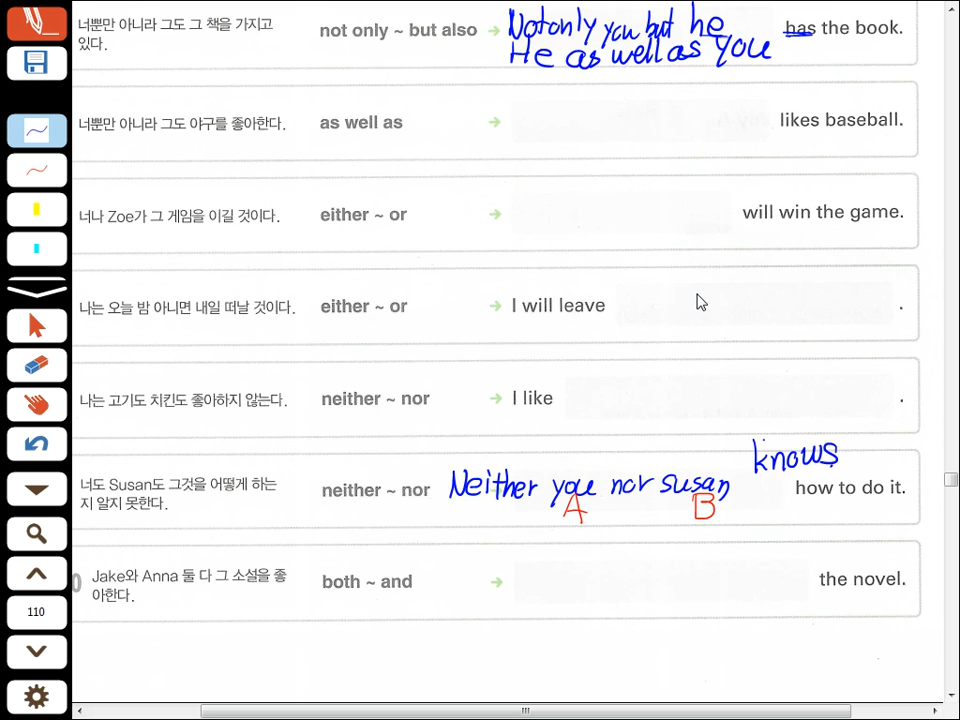 너뿐만 아니라 그도 그 책을 가지고 있다. not only ~ but also → Not only you but he has the book.
He as well as you
너뿐만 아니라 그도 야구를 좋아한다. as well as → likes baseball.
너나 Zoe가 그 게임을 이길 것이다. either ~ or → will win the game.
나는 오늘 밤 아니면 내일 떠날 것이다. either ~ or → I will leave .
나는 고기도 치킨도 좋아하지 않는다. neither ~ nor → I like .
knows
너도 Susan도 그것을 어떻게 하는 neither ~ nor Neither you nor susan how to do it.
지 알지 못한다.
A B
0 Jake와 Anna 둘 다 그 소설을 좋 both ~ and → the novel.
아한다.
110